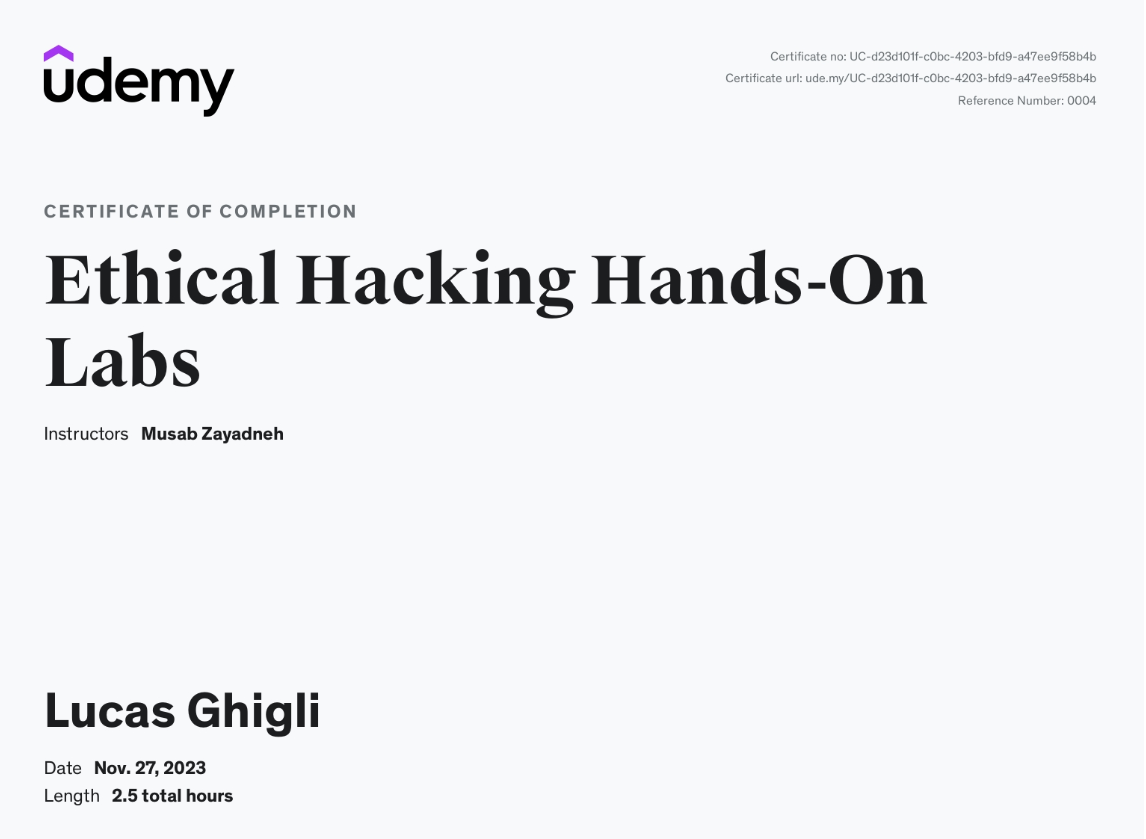 udemy
Certificate no: UC-d23d101f-c0bc-4203-bfd9-a47ee9f58b4b
Certificate url: ude.my/UC-d23d101f-c0bc-4203-bfd9-a47ee9f58b4b
Reference Number: 0004
CERTIFICATE OF COMPLETION
Ethical Hacking Hands-On
Labs
Instructors Musab Zayadneh
Lucas Ghigli
Date Nov. 27, 2023
Length 2.5 total hours